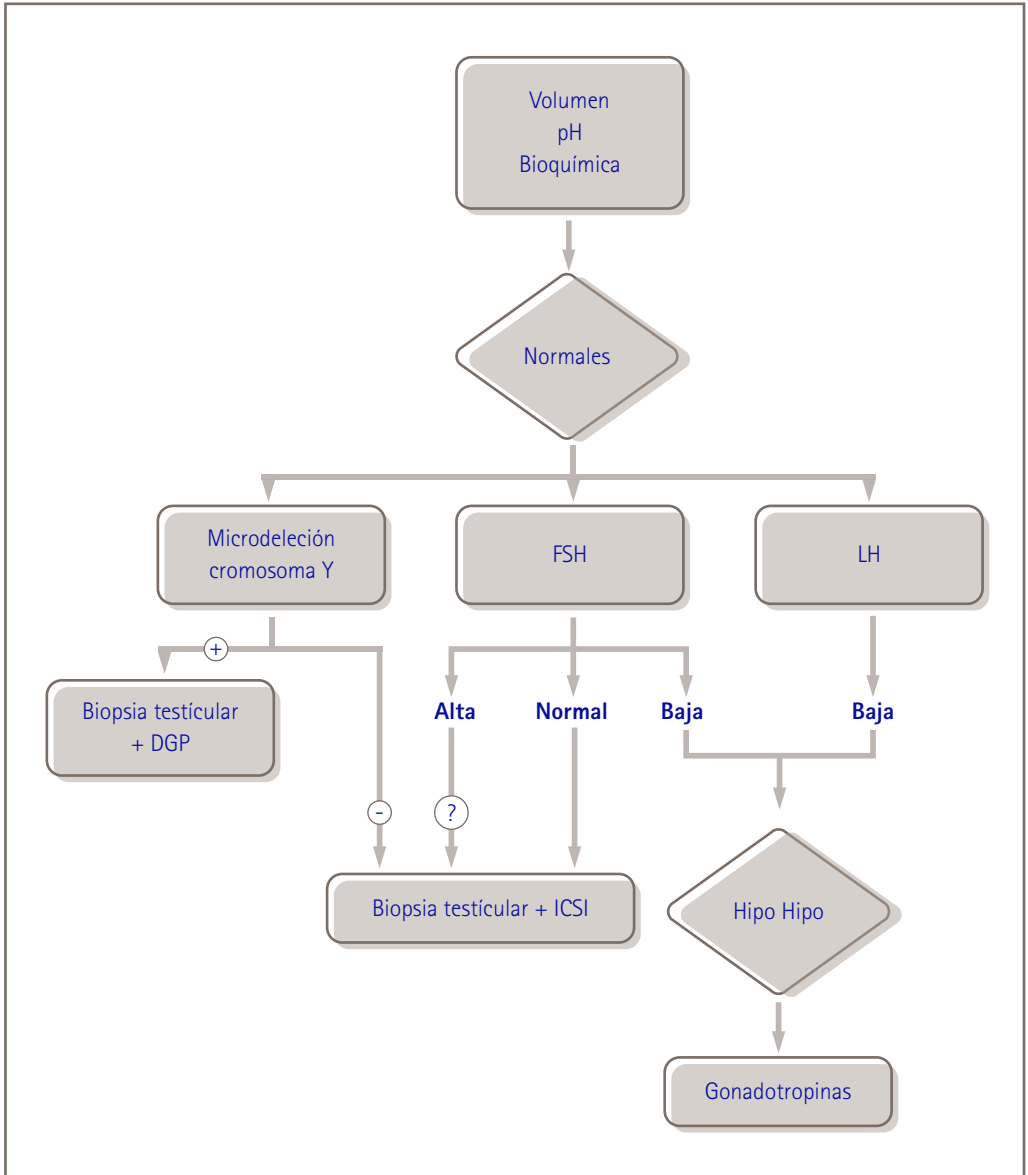 Volumen
pH
Bioquímica
Normales
Microdeleción
cromosoma Y
FSH
LH
+
Biopsia testícular
+ DGP
Alta
Normal
Baja
Baja
-
?
Biopsia testícular + ICSI
Hipo Hipo
Gonadotropinas